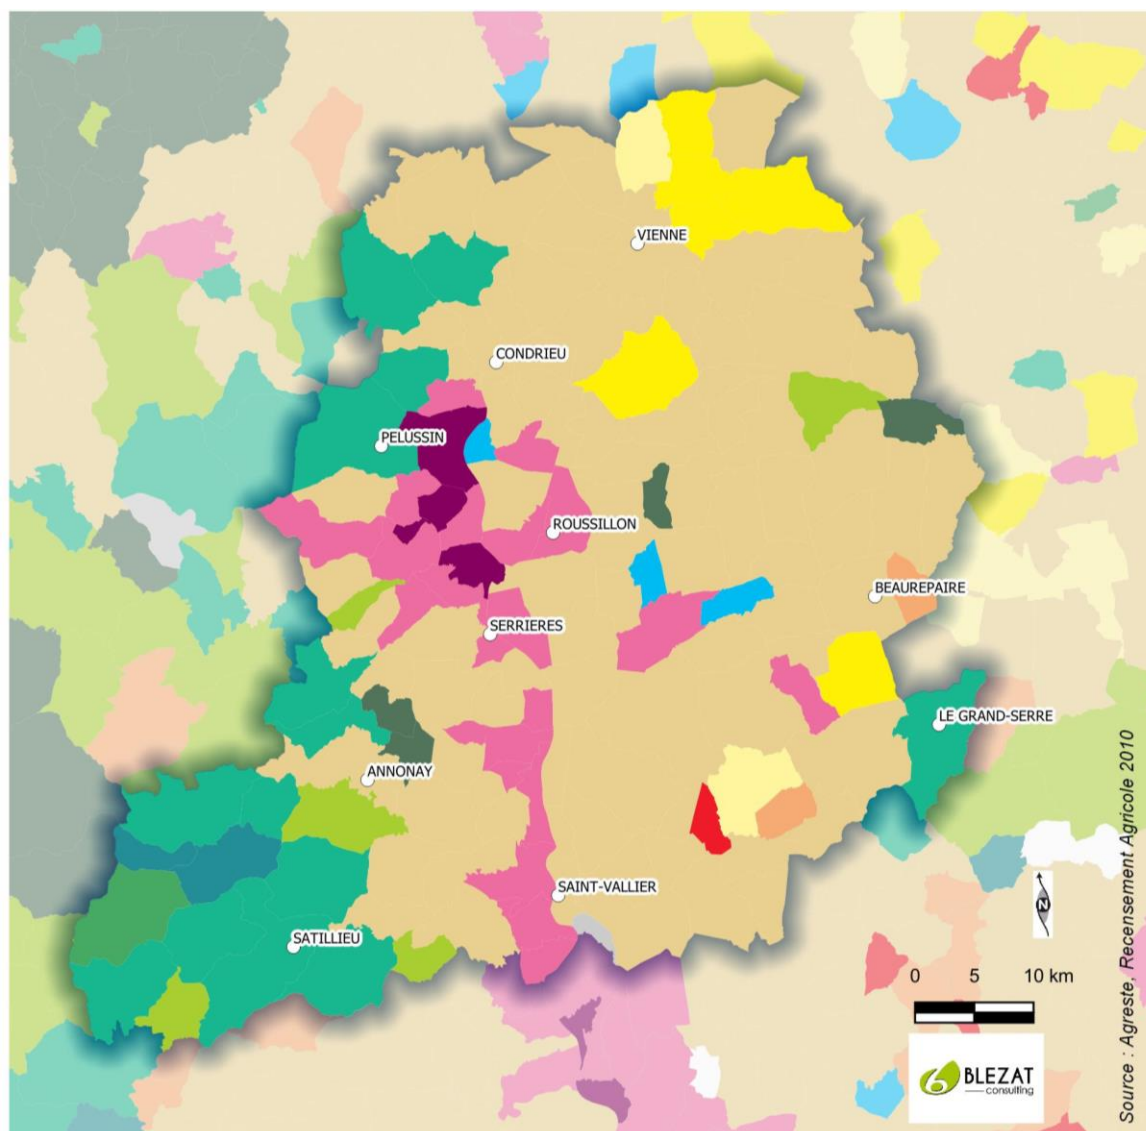 VIENNE
CONDRIEU
PELUSSIN
ROUSSILLON
BEAUREPAIRE
SERRIERES
LE GRAND-SERRE
ANNONAY
SAINT-VALLIER
SATILLIEU
N
0 5 10 km
BLEZAT
consulting
Source : Agreste, Recensement Agricole 2010